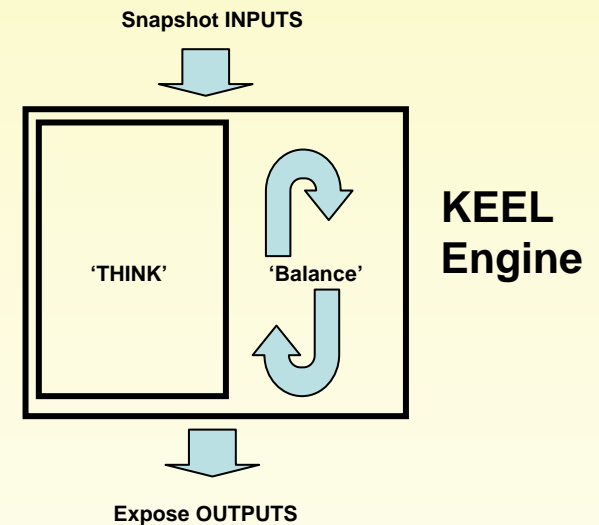 Snapshot INPUTS
‘THINK’
‘Balance’
KEEL
Engine
Expose OUTPUTS